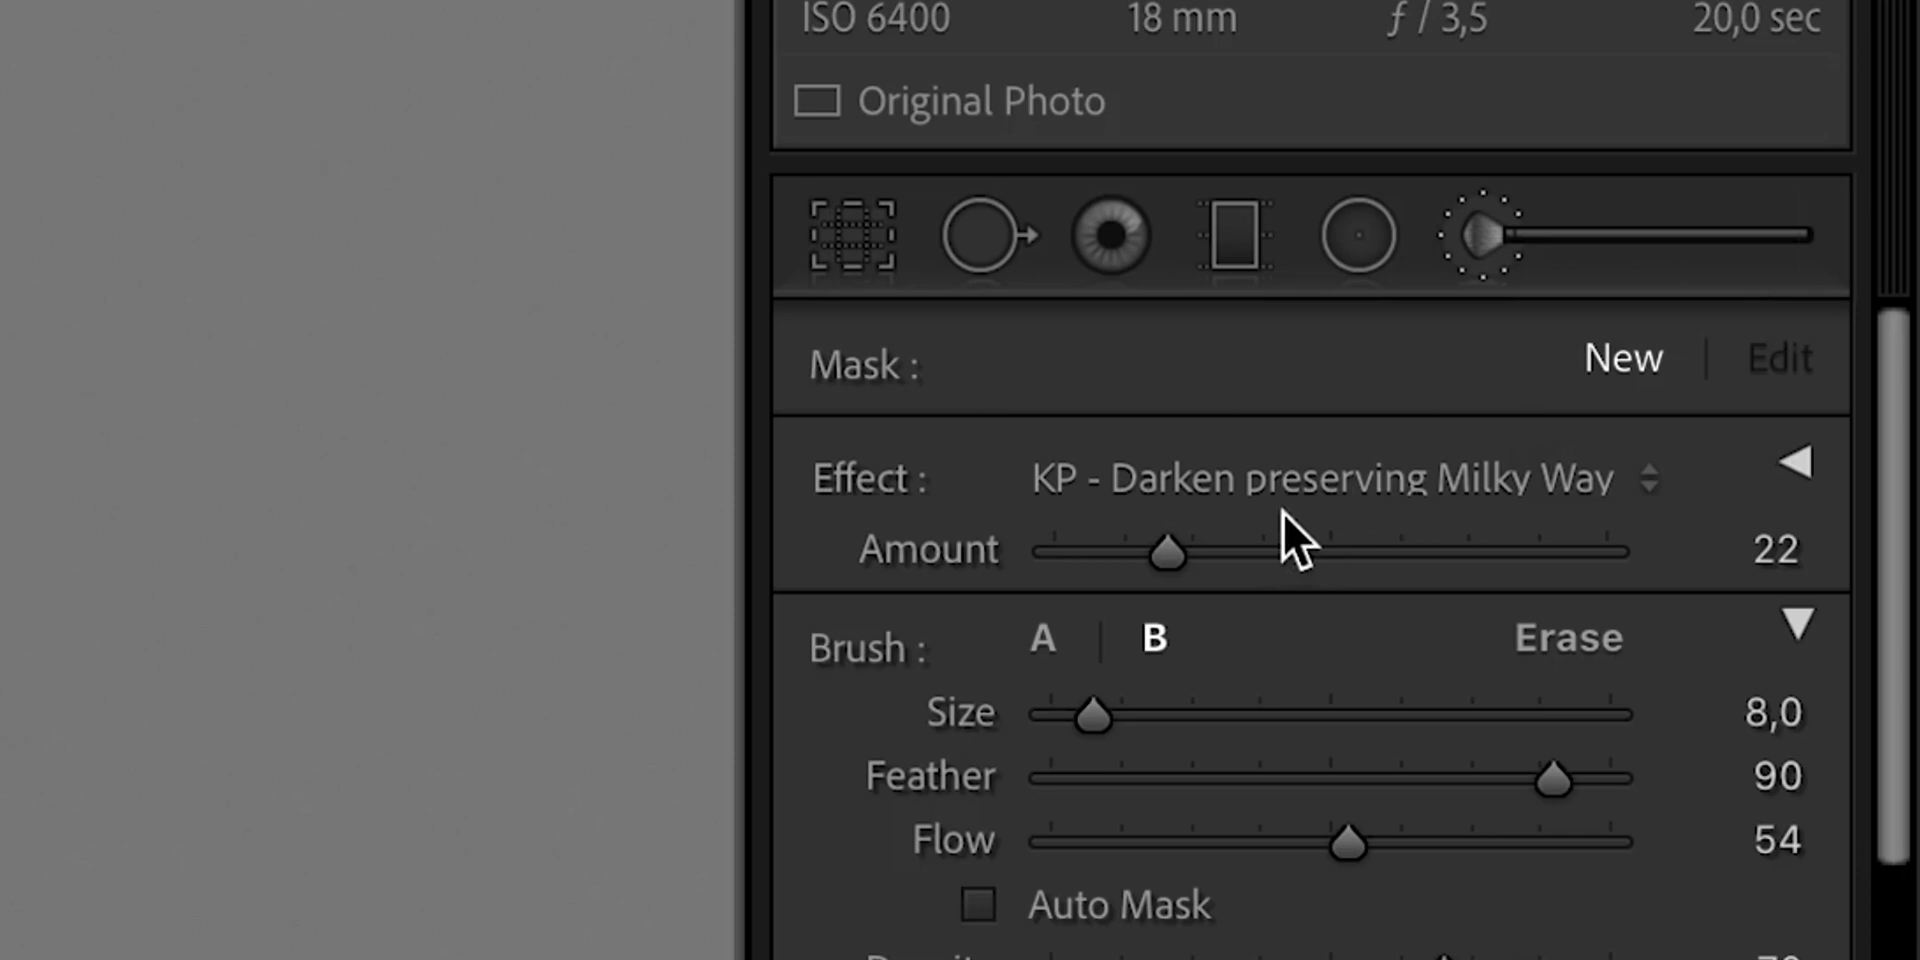 ISO 6400 18 mm ƒ / 3,5 20,0 sec
Original Photo
Mask : New | Edit
Effect : KP - Darken preserving Milky Way
Amount 22
Brush : A | B Erase
Size 8,0
Feather 90
Flow 54
Auto Mask